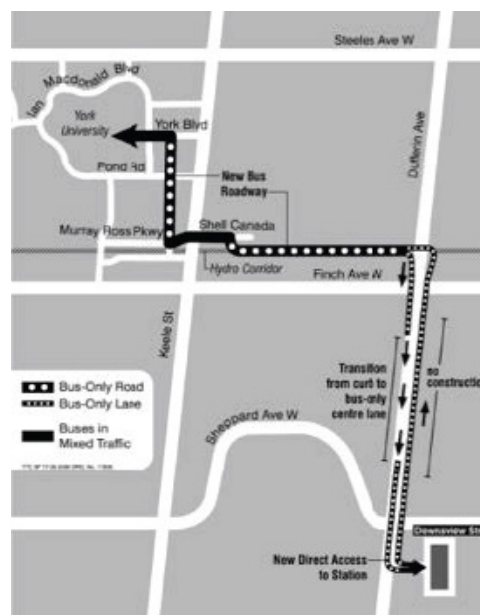 Steeles Ave W
Ian Macdonald Blvd
York
University
York Blvd
Dufferin Ave
Pond Rd
New Bus
Roadway
Shell Canada
Murray Ross Pkwy
Hydro Corridor
Finch Ave W
Keele St
Transition
from curb to
bus-only
centre lane
no
construction
Bus-Only Road
Bus-Only Lane
Buses in
Mixed Traffic
Sheppard Ave W
New Direct Access
to Station